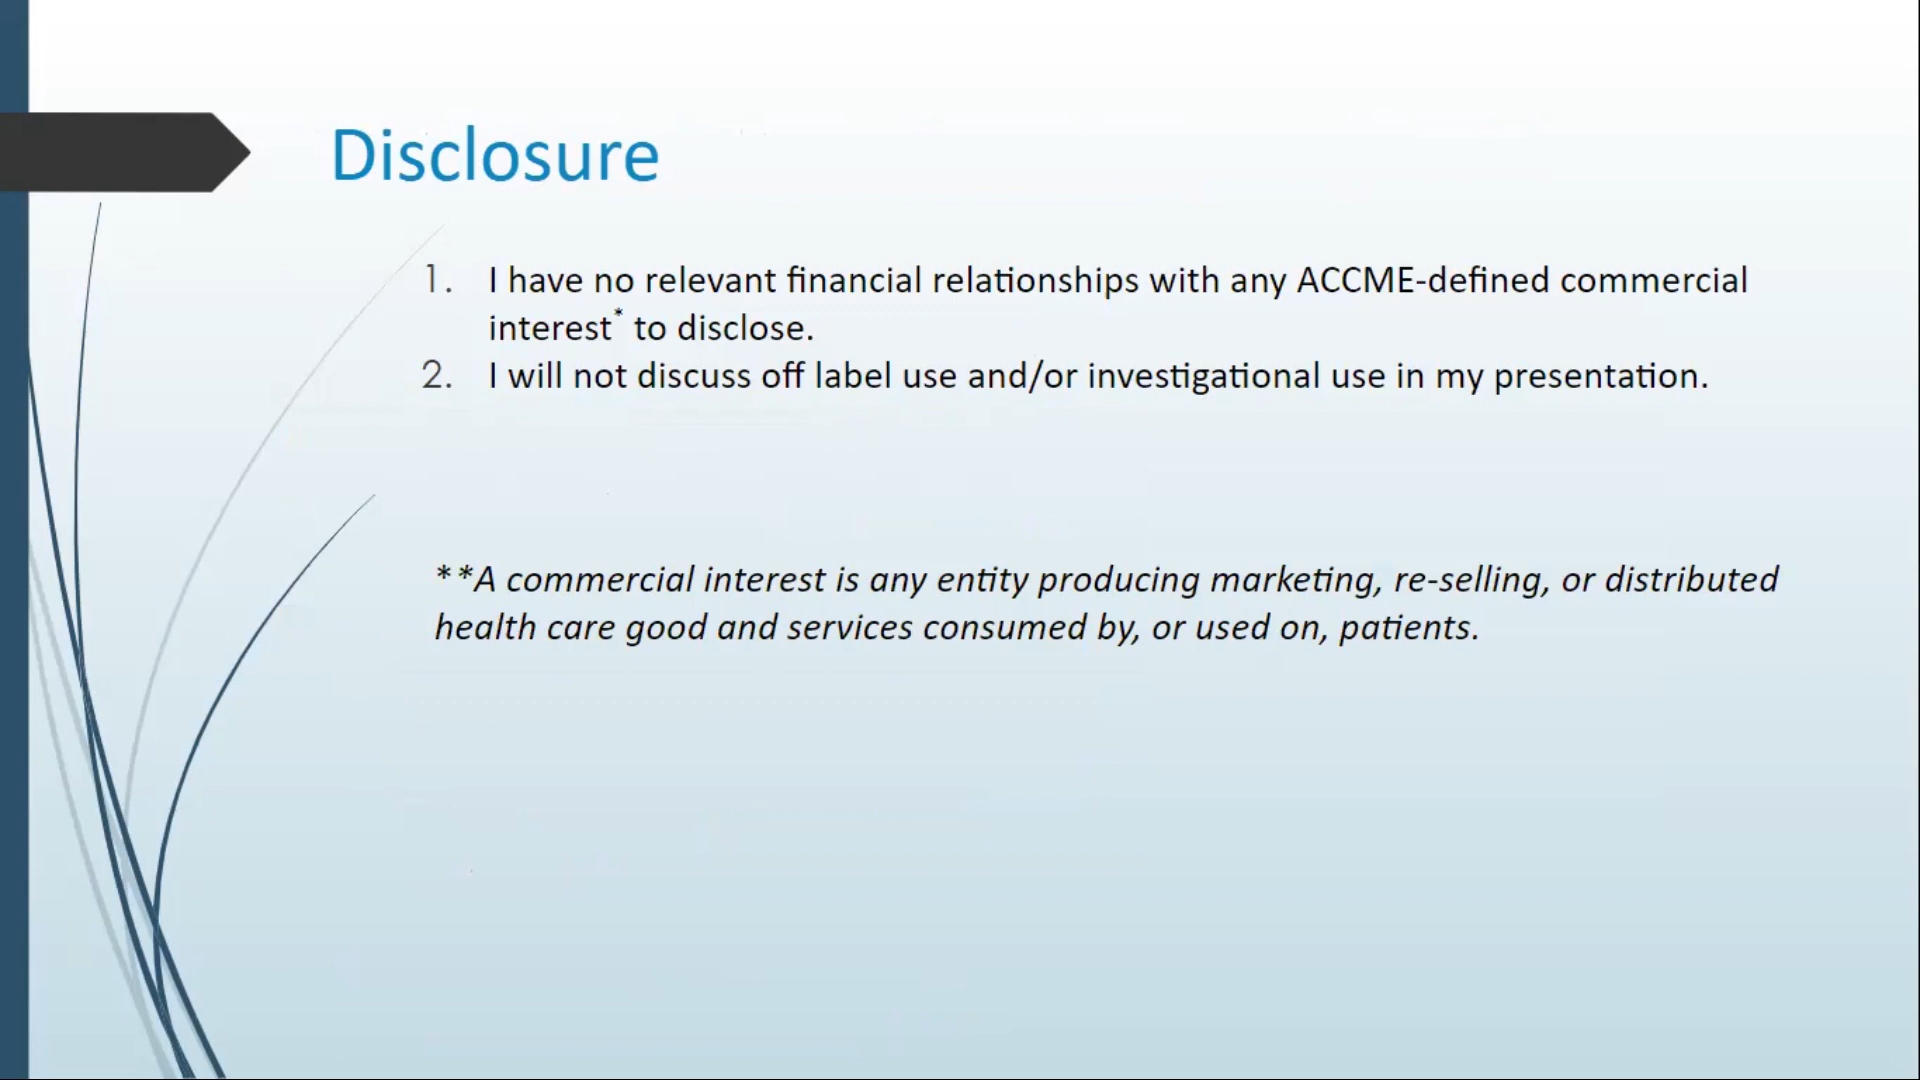 Disclosure
1. I have no relevant financial relationships with any ACCME-defined commercial
interest* to disclose.
2. I will not discuss off label use and/or investigational use in my presentation.
**A commercial interest is any entity producing marketing, re-selling, or distributed
health care good and services consumed by, or used on, patients.